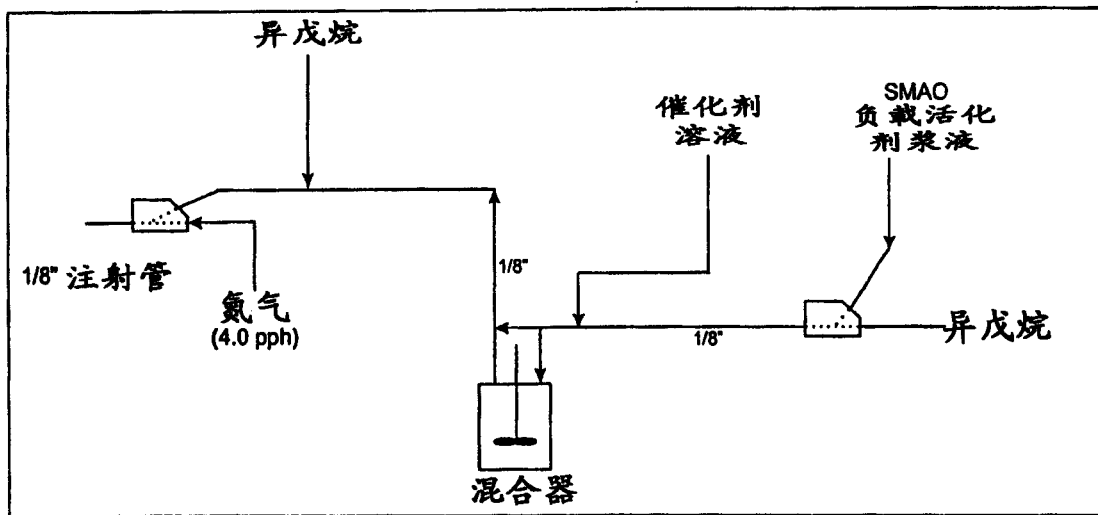 异戊烷
催化剂
溶液
SMAO
负载活化
剂浆液
1/8" 注射管
氮气
(4.0 pph)
1/8"
1/8"
异戊烷
混合器